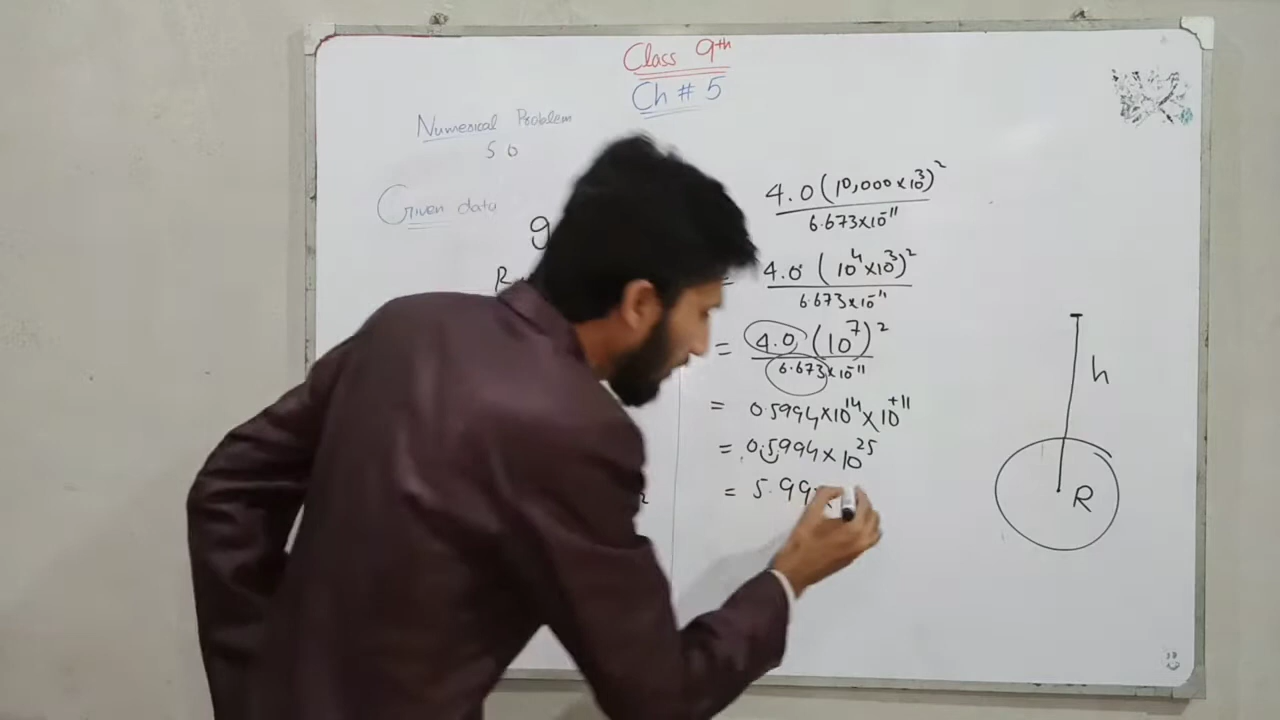 Class 9th
Ch # 5
Numerical Problem
5
Given data
g
R
4.0 (10,000×10³)²
6.673×10⁻¹¹
= 4.0 (10⁴×10³)²
6.673×10⁻¹¹
= 4.0 (10⁷)²
6.673×10⁻¹¹
= 0.5994×10¹⁴×10⁺¹¹
= 0.5994×10²⁵
= 5.99×
h
R